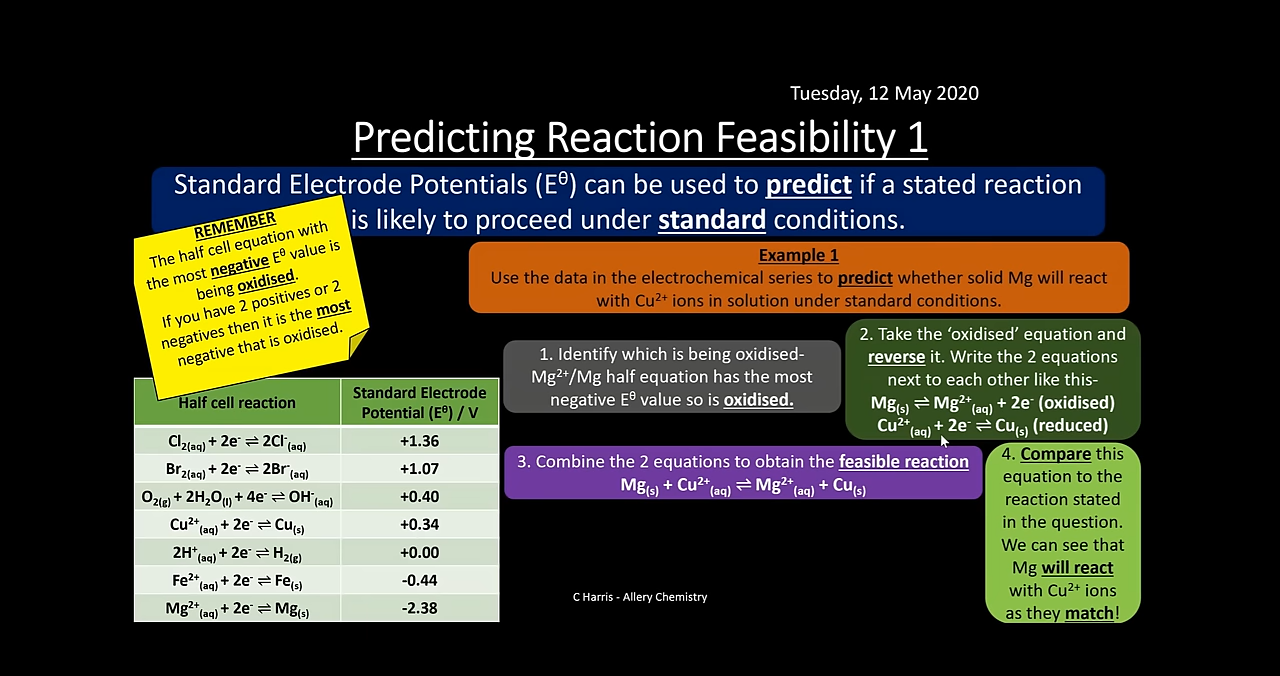 Tuesday, 12 May 2020
Predicting Reaction Feasibility 1
Standard Electrode Potentials (Eᶿ) can be used to predict if a stated reaction
is likely to proceed under standard conditions.
REMEMBER
The half cell equation with
the most negative Eᶿ value is
being oxidised.
If you have 2 positives or 2
negatives then it is the most
negative that is oxidised.
Example 1
Use the data in the electrochemical series to predict whether solid Mg will react
with Cu²⁺ ions in solution under standard conditions.
1. Identify which is being oxidised-
Mg²⁺/Mg half equation has the most
negative Eᶿ value so is oxidised.
2. Take the ‘oxidised’ equation and
reverse it. Write the 2 equations
next to each other like this-
Mg(s) ⇌ Mg²⁺(aq) + 2e⁻ (oxidised)
Cu²⁺(aq) + 2e⁻ ⇌ Cu(s) (reduced)
3. Combine the 2 equations to obtain the feasible reaction
Mg(s) + Cu²⁺(aq) ⇌ Mg²⁺(aq) + Cu(s)
4. Compare this
equation to the
reaction stated
in the question.
We can see that
Mg will react
with Cu²⁺ ions
as they match!
Half cell reaction
Standard Electrode
Potential (Eᶿ) / V
Cl₂(aq) + 2e⁻ ⇌ 2Cl⁻(aq) +1.36
Br₂(aq) + 2e⁻ ⇌ 2Br⁻(aq) +1.07
O₂(g) + 2H₂O(l) + 4e⁻ ⇌ OH⁻(aq) +0.40
Cu²⁺(aq) + 2e⁻ ⇌ Cu(s) +0.34
2H⁺(aq) + 2e⁻ ⇌ H₂(g) +0.00
Fe²⁺(aq) + 2e⁻ ⇌ Fe(s) -0.44
Mg²⁺(aq) + 2e⁻ ⇌ Mg(s) -2.38
C Harris - Allery Chemistry